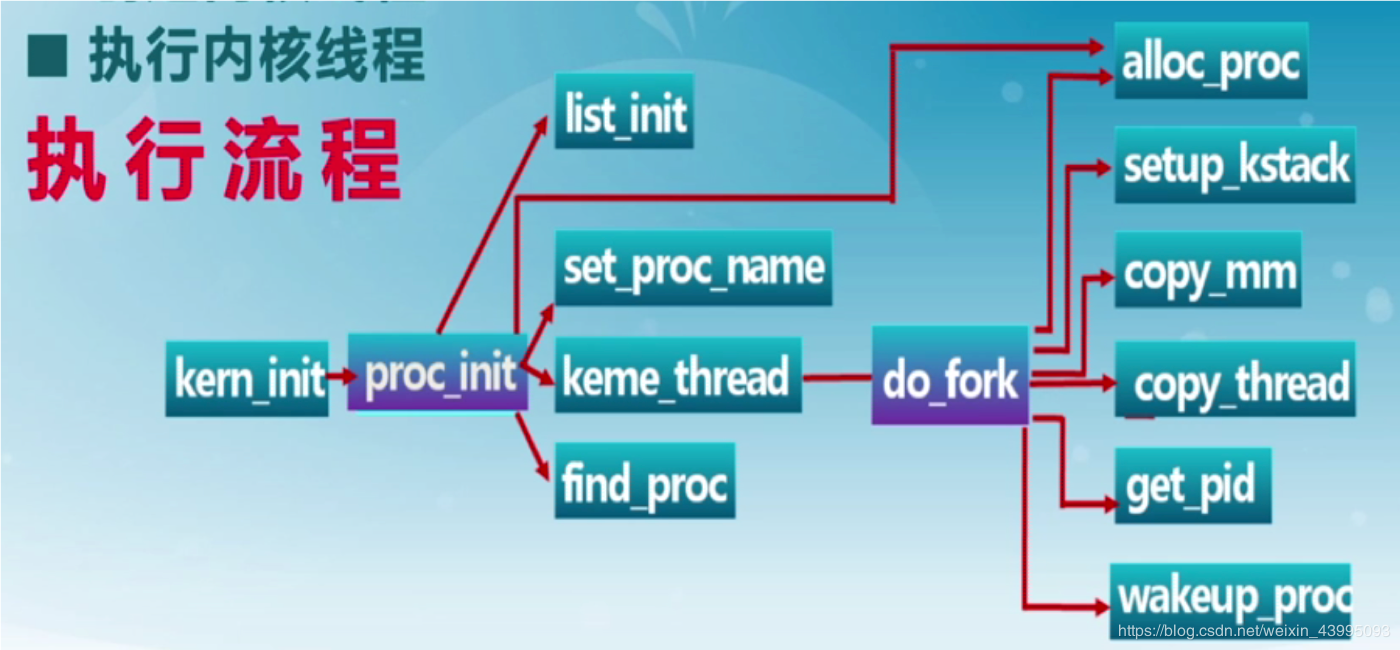 执行内核线程
执行流程
list_init
alloc_proc
setup_kstack
set_proc_name
copy_mm
kern_init
proc_init
keme_thread
do_fork
copy_thread
find_proc
get_pid
wakeup_proc
https://blog.csdn.net/weixin_43995093